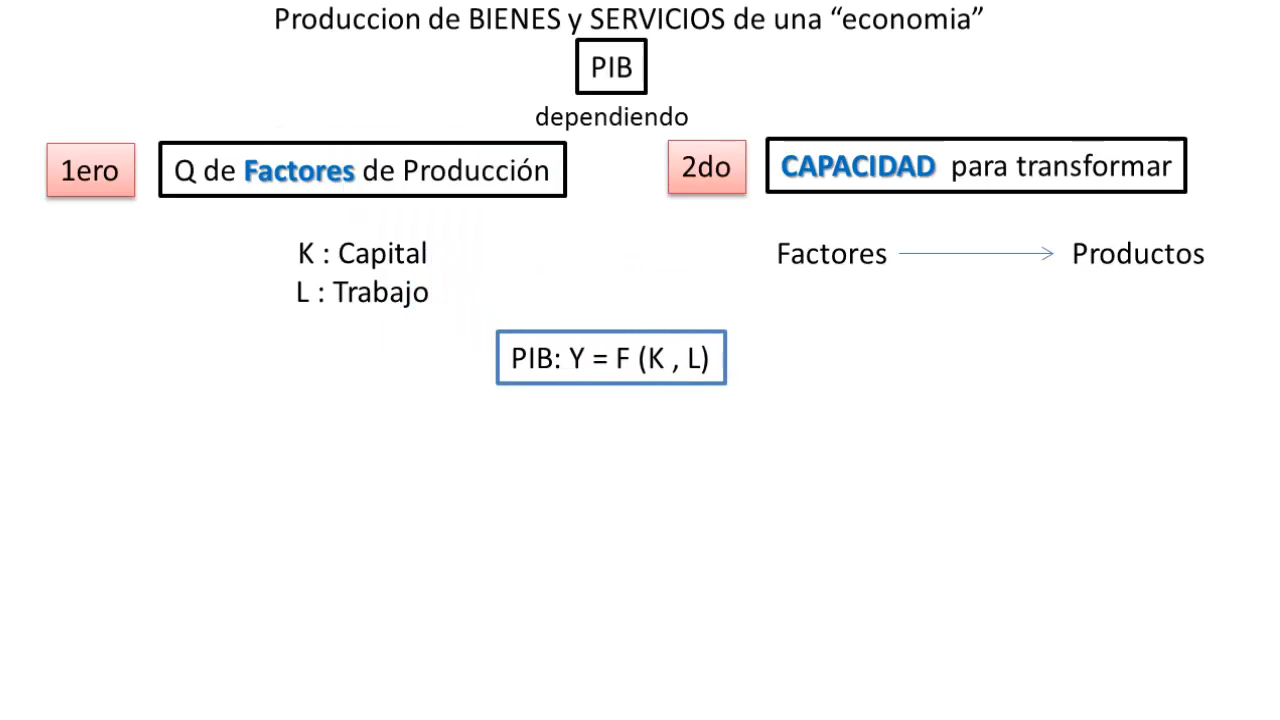 Produccion de BIENES y SERVICIOS de una “economia”
PIB
dependiendo
1ero
Q de Factores de Producción
2do
CAPACIDAD para transformar
K : Capital
L : Trabajo
Factores
Productos
PIB: Y = F (K , L)